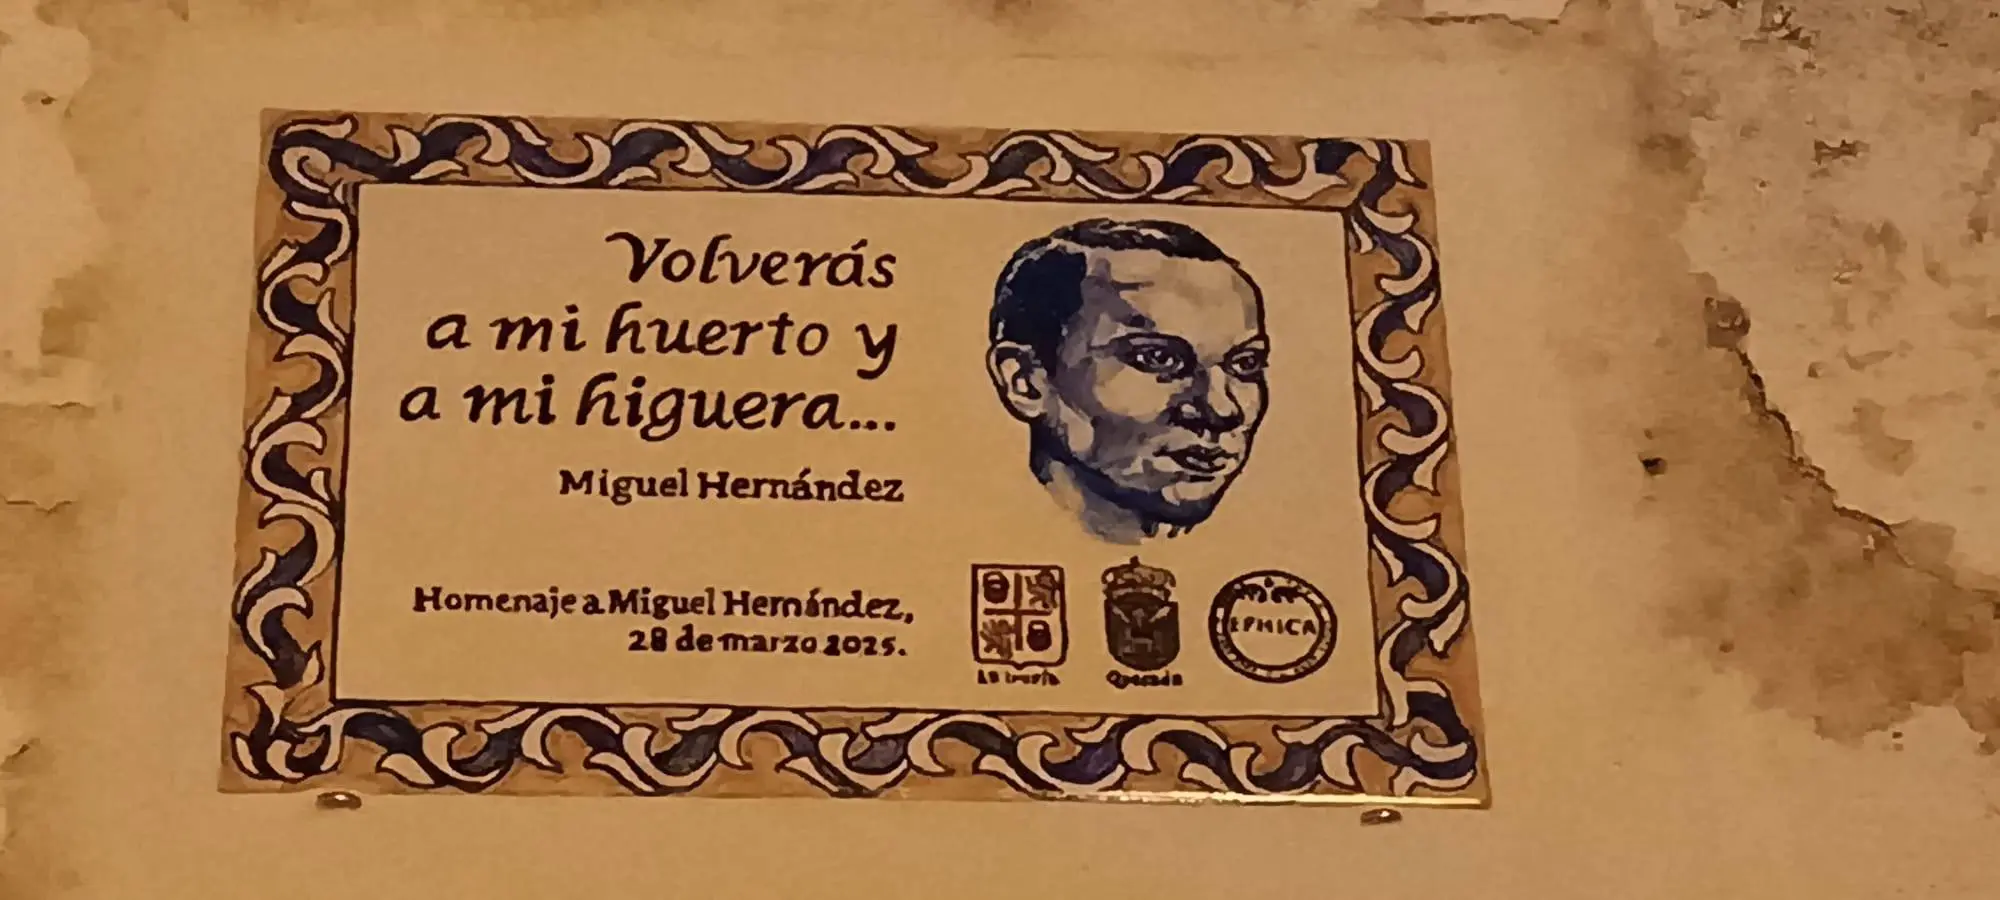 Volverás
a mi huerto y
a mi higuera...
Miguel Hernández
Homenaje a Miguel Hernández,
28 de marzo 2025.
Quesada